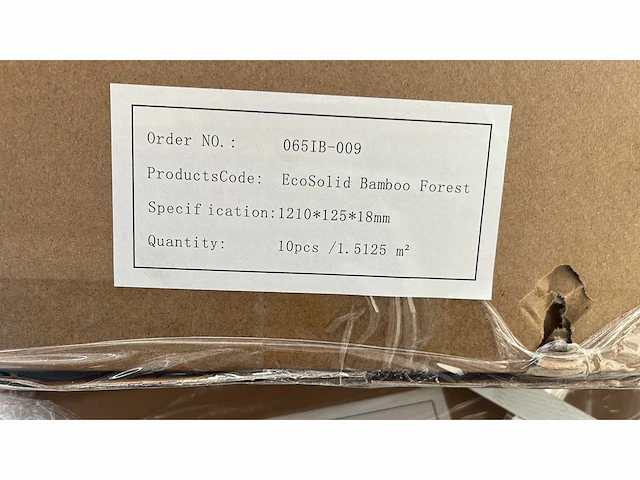 Order NO.: 065IB-009
ProductsCode: EcoSolid Bamboo Forest
Specification:1210*125*18mm
Quantity: 10pcs /1.5125 m²